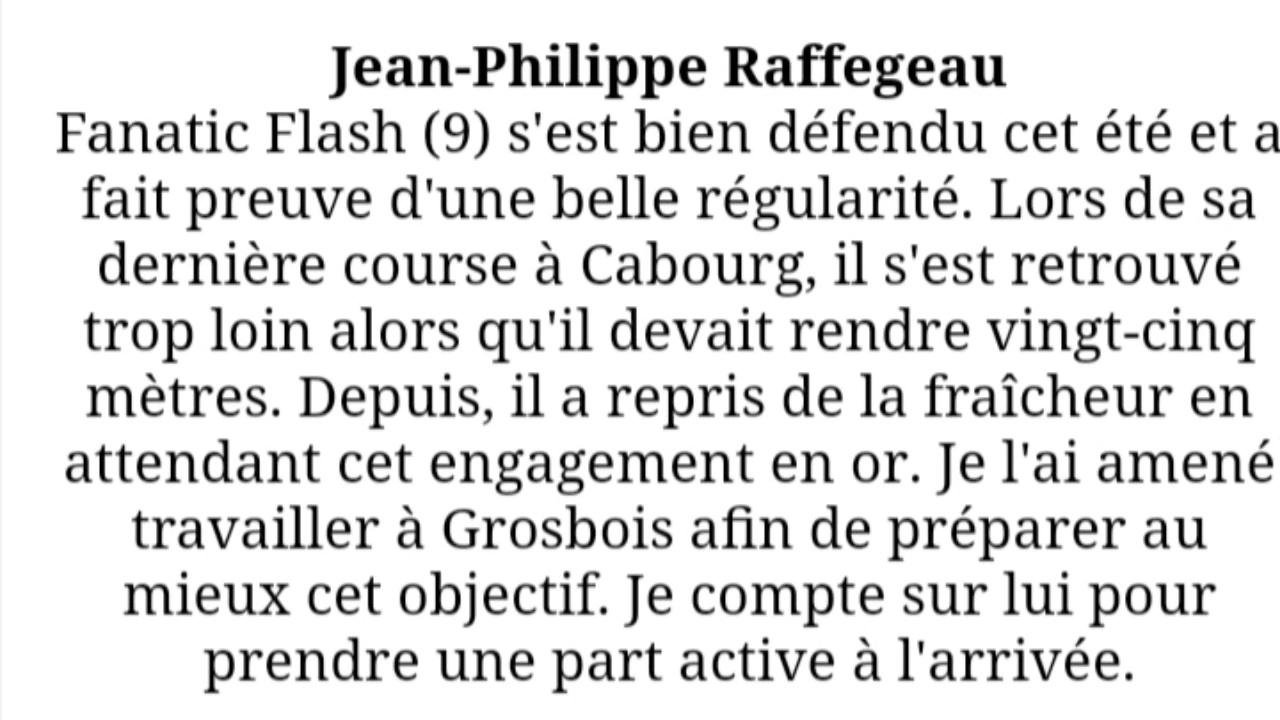 Jean-Philippe Raffegeau
Fanatic Flash (9) s'est bien défendu cet été et a
fait preuve d'une belle régularité. Lors de sa
dernière course à Cabourg, il s'est retrouvé
trop loin alors qu'il devait rendre vingt-cinq
mètres. Depuis, il a repris de la fraîcheur en
attendant cet engagement en or. Je l'ai amené
travailler à Grosbois afin de préparer au
mieux cet objectif. Je compte sur lui pour
prendre une part active à l'arrivée.